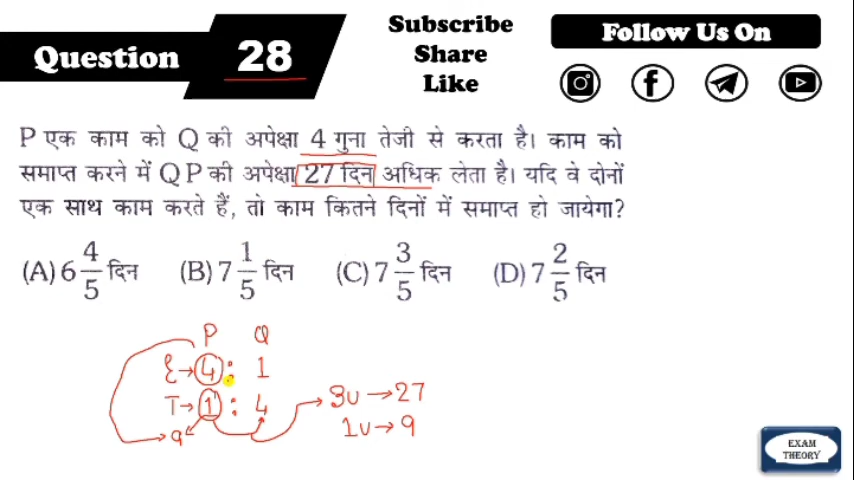 Question 28
Subscribe
Share
Like
Follow Us On
P एक काम को Q की अपेक्षा 4 गुना तेजी से करता है। काम को
समाप्त करने में Q P की अपेक्षा 27 दिन अधिक लेता है। यदि वे दोनों
एक साथ काम करते हैं, तो काम कितने दिनों में समाप्त हो जायेगा?
(A) 6 4/5 दिन (B) 7 1/5 दिन (C) 7 3/5 दिन (D) 7 2/5 दिन
P Q
ξ→ 4 : 1
T→ 1 : 4
→ 3u → 27
1u → 9
→ 9
EXAM
THEORY